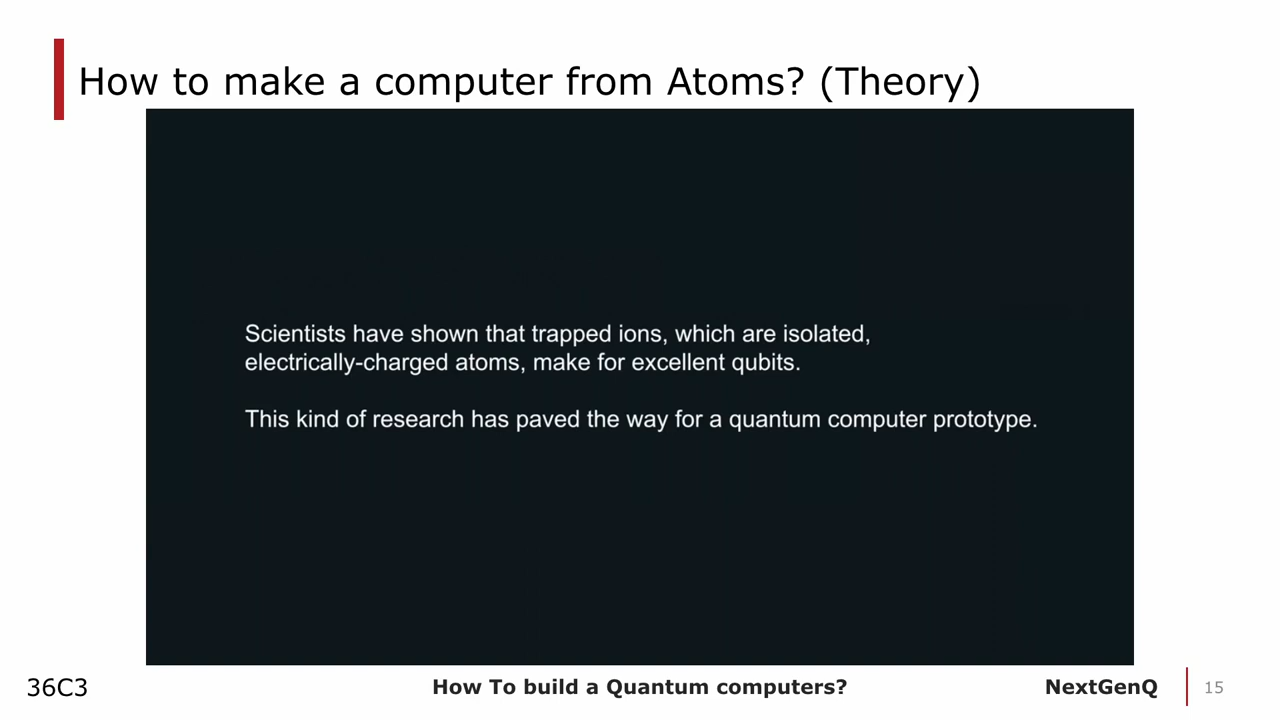 How to make a computer from Atoms? (Theory)
Scientists have shown that trapped ions, which are isolated,
electrically-charged atoms, make for excellent qubits.
This kind of research has paved the way for a quantum computer prototype.
36C3
How To build a Quantum computers?
NextGenQ
15